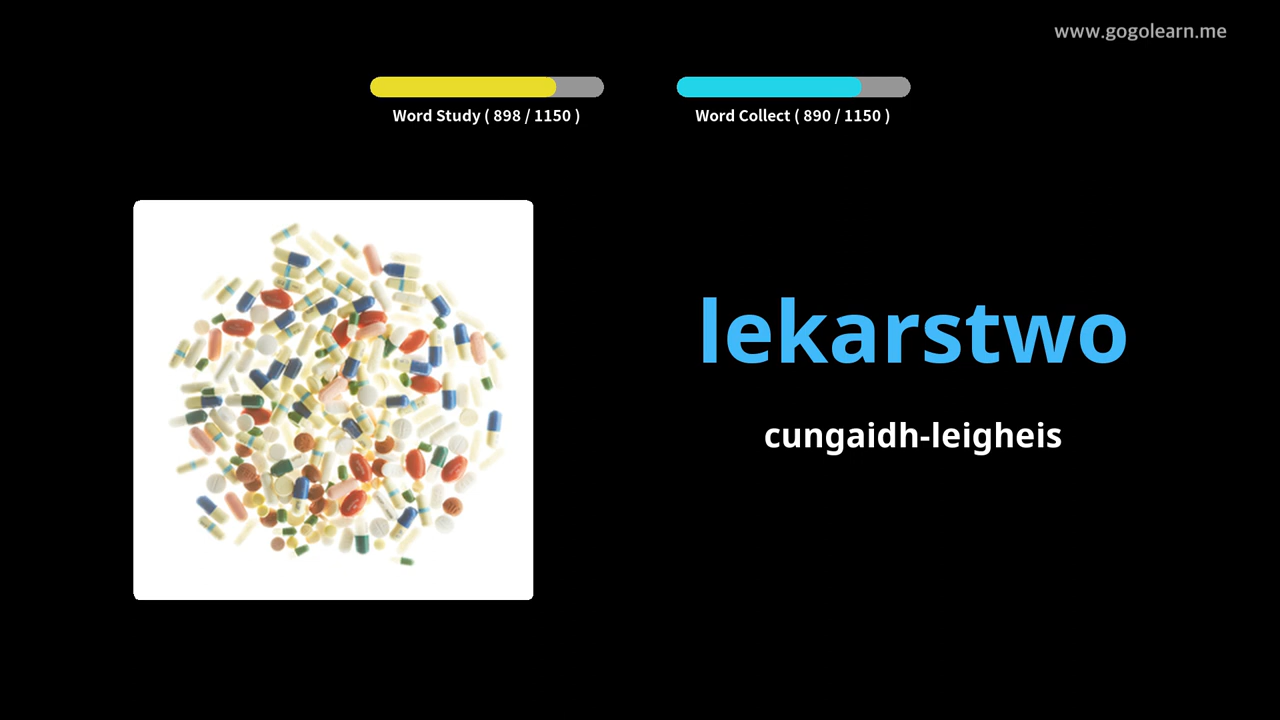 www.gogolearn.me
Word Study ( 898 / 1150 )
Word Collect ( 890 / 1150 )
lekarstwo
cungaidh-leigheis